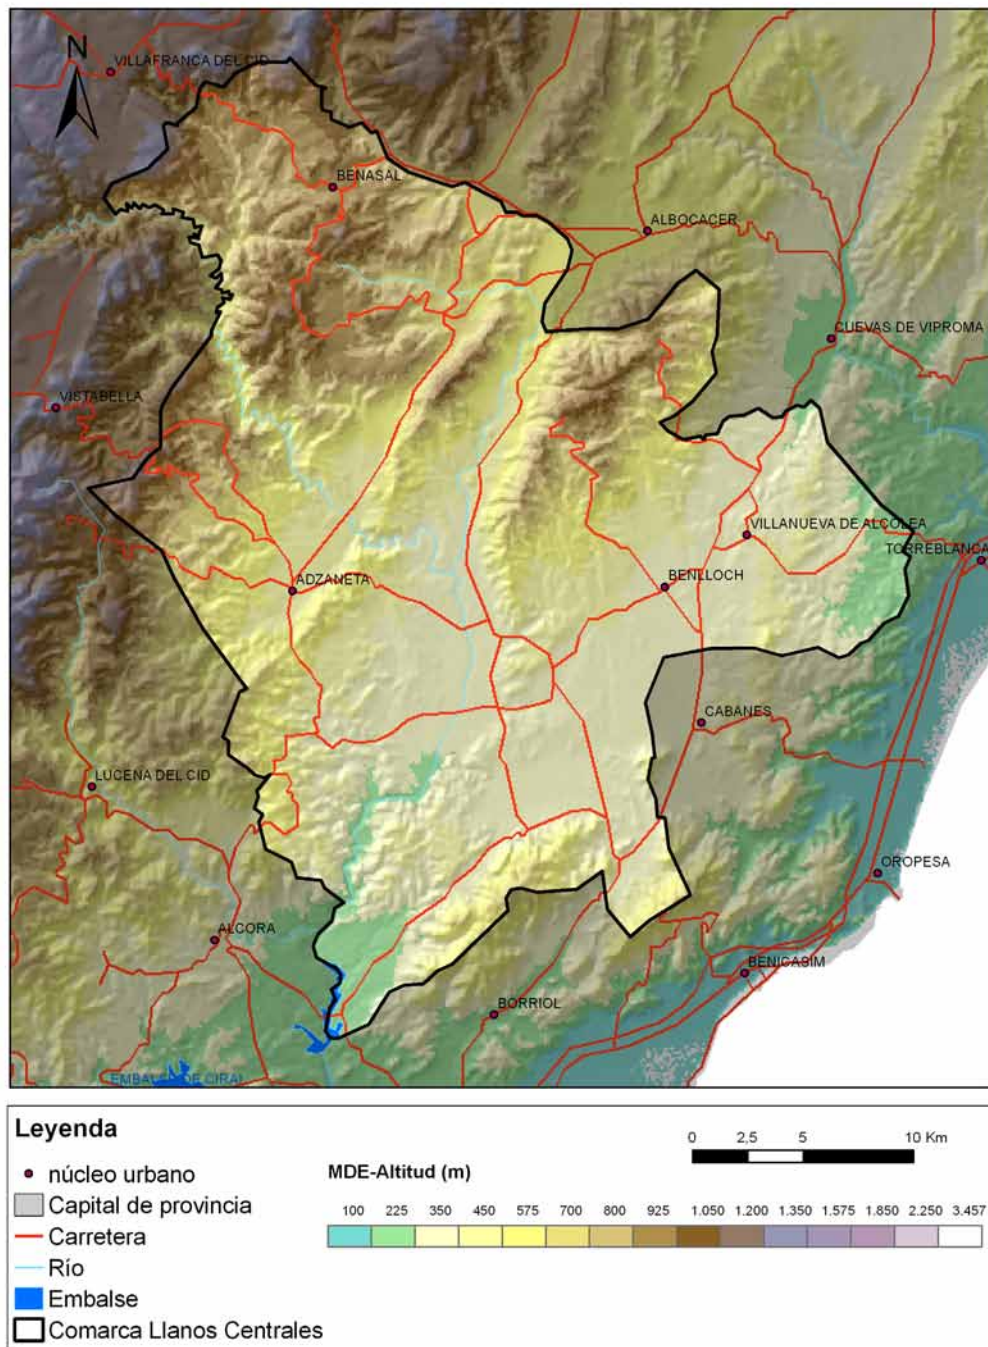 N
VILLAFRANCA DEL CID
BENASAL
ALBOCACER
CUEVAS DE VIPROMA
VISTABELLA
VILLANUEVA DE ALCOLEA
TORREBLANCA
ADZANETA
BENLLOCH
CABANES
LUCENA DEL CID
OROPESA
ALCORA
BENICASIM
BORRIOL
Leyenda
núcleo urbano
Capital de provincia
Carretera
Río
Embalse
Comarca Llanos Centrales
MDE-Altitud (m)
100 225 350 450 575 700 800 925 1.050 1.200 1.350 1.575 1.850 2.250 3.457
0 2,5 5 10 Km